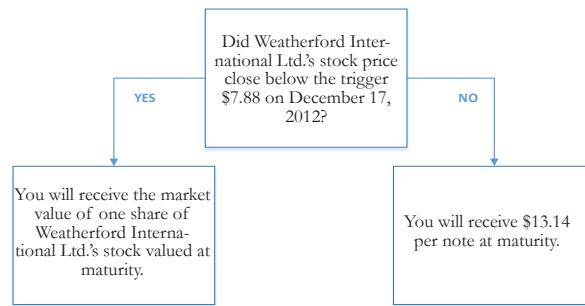 Did Weatherford Inter-
national Ltd.'s stock price
close below the trigger
$7.88 on December 17,
2012?
YES
NO
You will receive the market
value of one share of
Weatherford Interna-
tional Ltd.'s stock valued at
maturity.
You will receive $13.14
per note at maturity.